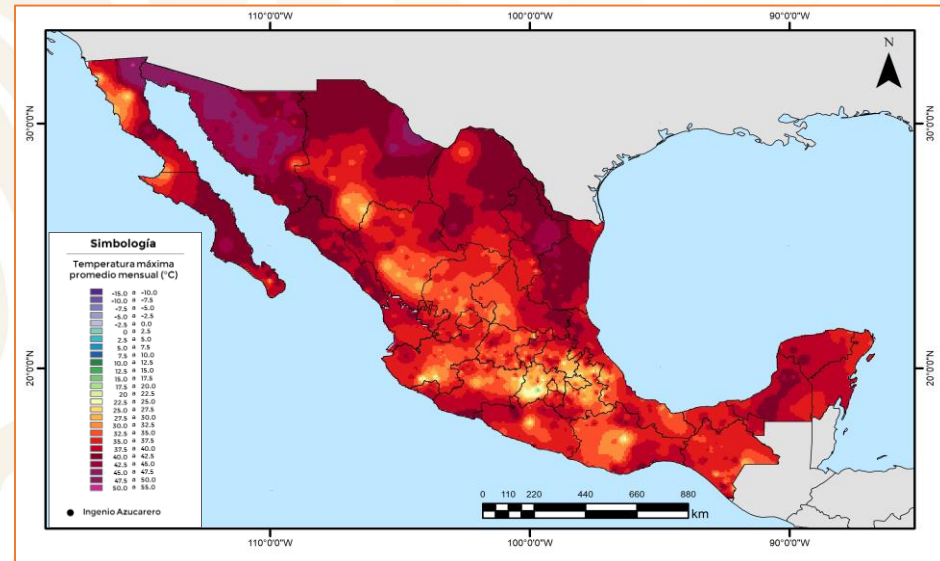 110°0'0"W 100°0'0"W 90°0'0"W
N
30°0'0"N 30°0'0"N
20°0'0"N 20°0'0"N
Simbología
Temperatura máxima
promedio mensual (°C)
-15.0 a -10.0
-10.0 a -7.5
-7.5 a -5.0
-5.0 a -2.5
-2.5 a 0.0
0 a 2.5
2.5 a 5.0
5.0 a 7.5
7.5 a 10.0
10.0 a 12.5
12.5 a 15.0
15.0 a 17.5
17.5 a 20.0
20 a 22.5
22.5 a 25.0
25.0 a 27.5
27.5 a 30.0
30.0 a 32.5
32.5 a 35.0
35.0 a 37.5
37.5 a 40.0
40.0 a 42.5
42.5 a 45.0
45.0 a 47.5
47.5 a 50.0
50.0 a 55.0
Ingenio Azucarero
0 110 220 440 660 880
km
110°0'0"W 100°0'0"W 90°0'0"W